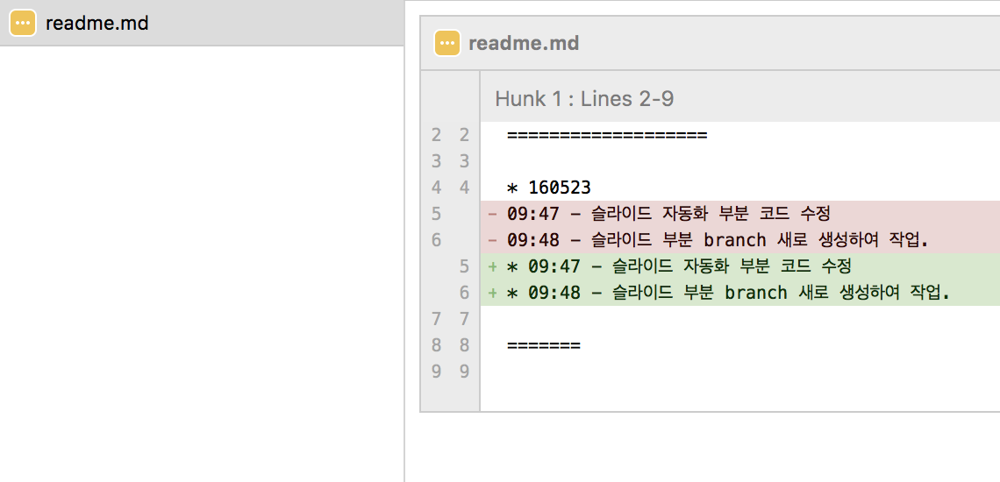 readme.md
readme.md
Hunk 1 : Lines 2-9
2 2 ===================
3 3
4 4 * 160523
5 - 09:47 - 슬라이드 자동화 부분 코드 수정
6 - 09:48 - 슬라이드 부분 branch 새로 생성하여 작업.
5 + * 09:47 - 슬라이드 자동화 부분 코드 수정
6 + * 09:48 - 슬라이드 부분 branch 새로 생성하여 작업.
7 7
8 8 =======
9 9